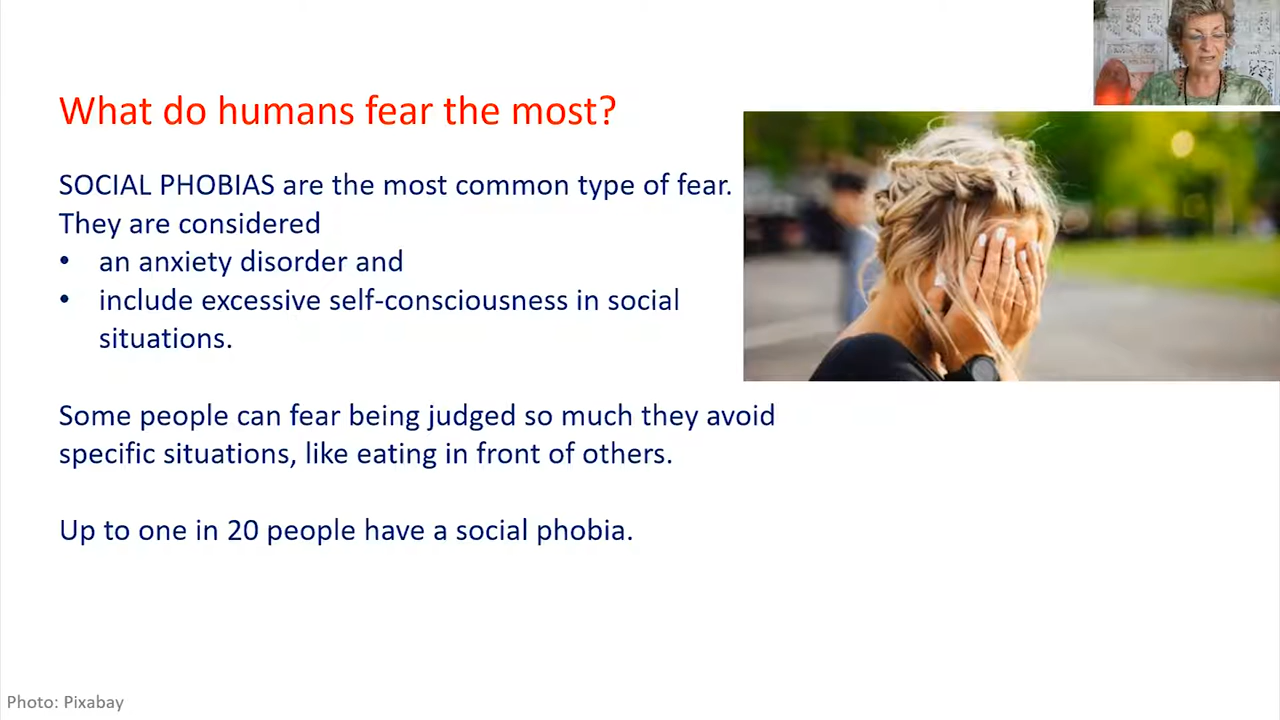 What do humans fear the most?
SOCIAL PHOBIAS are the most common type of fear.
They are considered
• an anxiety disorder and
• include excessive self-consciousness in social
situations.
Some people can fear being judged so much they avoid
specific situations, like eating in front of others.
Up to one in 20 people have a social phobia.
Photo: Pixabay